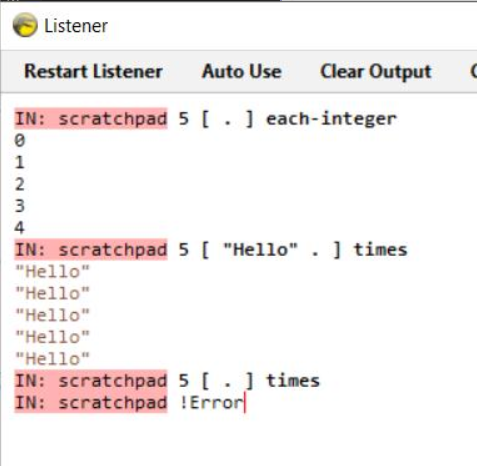 Listener
Restart Listener Auto Use Clear Output
IN: scratchpad 5 [ . ] each-integer
0
1
2
3
4
IN: scratchpad 5 [ "Hello" . ] times
"Hello"
"Hello"
"Hello"
"Hello"
"Hello"
IN: scratchpad 5 [ . ] times
IN: scratchpad !Error